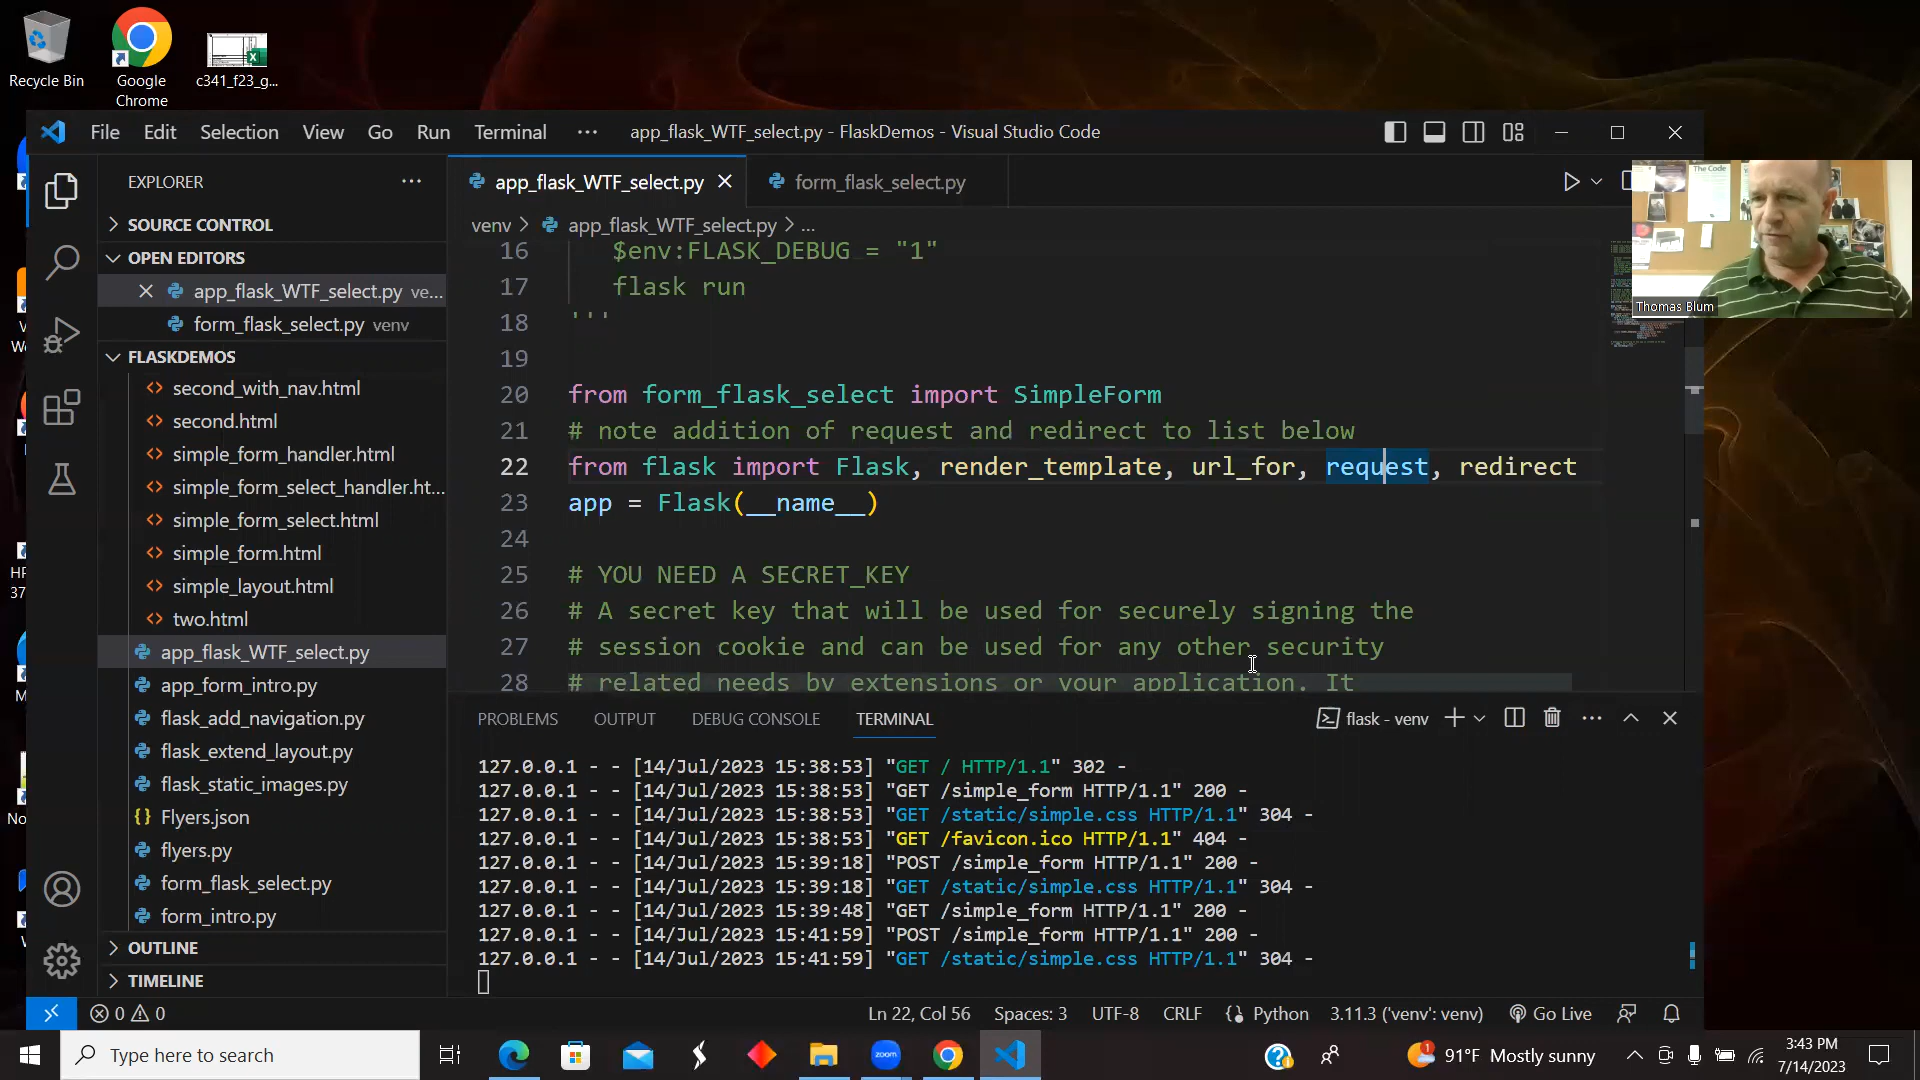 Recycle Bin
Google Chrome
c341_f23_g...
File Edit Selection View Go Run Terminal ···
app_flask_WTF_select.py - FlaskDemos - Visual Studio Code
EXPLORER
SOURCE CONTROL
OPEN EDITORS
app_flask_WTF_select.py ve...
form_flask_select.py venv
FLASKDEMOS
second_with_nav.html
second.html
simple_form_handler.html
simple_form_select_handler.ht...
simple_form_select.html
simple_form.html
simple_layout.html
two.html
app_flask_WTF_select.py
app_form_intro.py
flask_add_navigation.py
flask_extend_layout.py
flask_static_images.py
Flyers.json
flyers.py
form_flask_select.py
form_intro.py
OUTLINE
TIMELINE
app_flask_WTF_select.py
form_flask_select.py
venv > app_flask_WTF_select.py > ...
16 $env:FLASK_DEBUG = "1"
17 flask run
18 '''
19
20 from form_flask_select import SimpleForm
21 # note addition of request and redirect to list below
22 from flask import Flask, render_template, url_for, request, redirect
23 app = Flask(__name__)
24
25 # YOU NEED A SECRET_KEY
26 # A secret key that will be used for securely signing the
27 # session cookie and can be used for any other security
28 # related needs by extensions or your application. It
The Code
Thomas Blum
PROBLEMS OUTPUT DEBUG CONSOLE TERMINAL
flask - venv
127.0.0.1 - - [14/Jul/2023 15:38:53] "GET / HTTP/1.1" 302 -
127.0.0.1 - - [14/Jul/2023 15:38:53] "GET /simple_form HTTP/1.1" 200 -
127.0.0.1 - - [14/Jul/2023 15:38:53] "GET /static/simple.css HTTP/1.1" 304 -
127.0.0.1 - - [14/Jul/2023 15:38:53] "GET /favicon.ico HTTP/1.1" 404 -
127.0.0.1 - - [14/Jul/2023 15:39:18] "POST /simple_form HTTP/1.1" 200 -
127.0.0.1 - - [14/Jul/2023 15:39:18] "GET /static/simple.css HTTP/1.1" 304 -
127.0.0.1 - - [14/Jul/2023 15:39:48] "GET /simple_form HTTP/1.1" 200 -
127.0.0.1 - - [14/Jul/2023 15:41:59] "POST /simple_form HTTP/1.1" 200 -
127.0.0.1 - - [14/Jul/2023 15:41:59] "GET /static/simple.css HTTP/1.1" 304 -
0 0
Ln 22, Col 56 Spaces: 3 UTF-8 CRLF Python 3.11.3 ('venv': venv) Go Live
Type here to search
zoom
1
91°F Mostly sunny
3:43 PM
7/14/2023